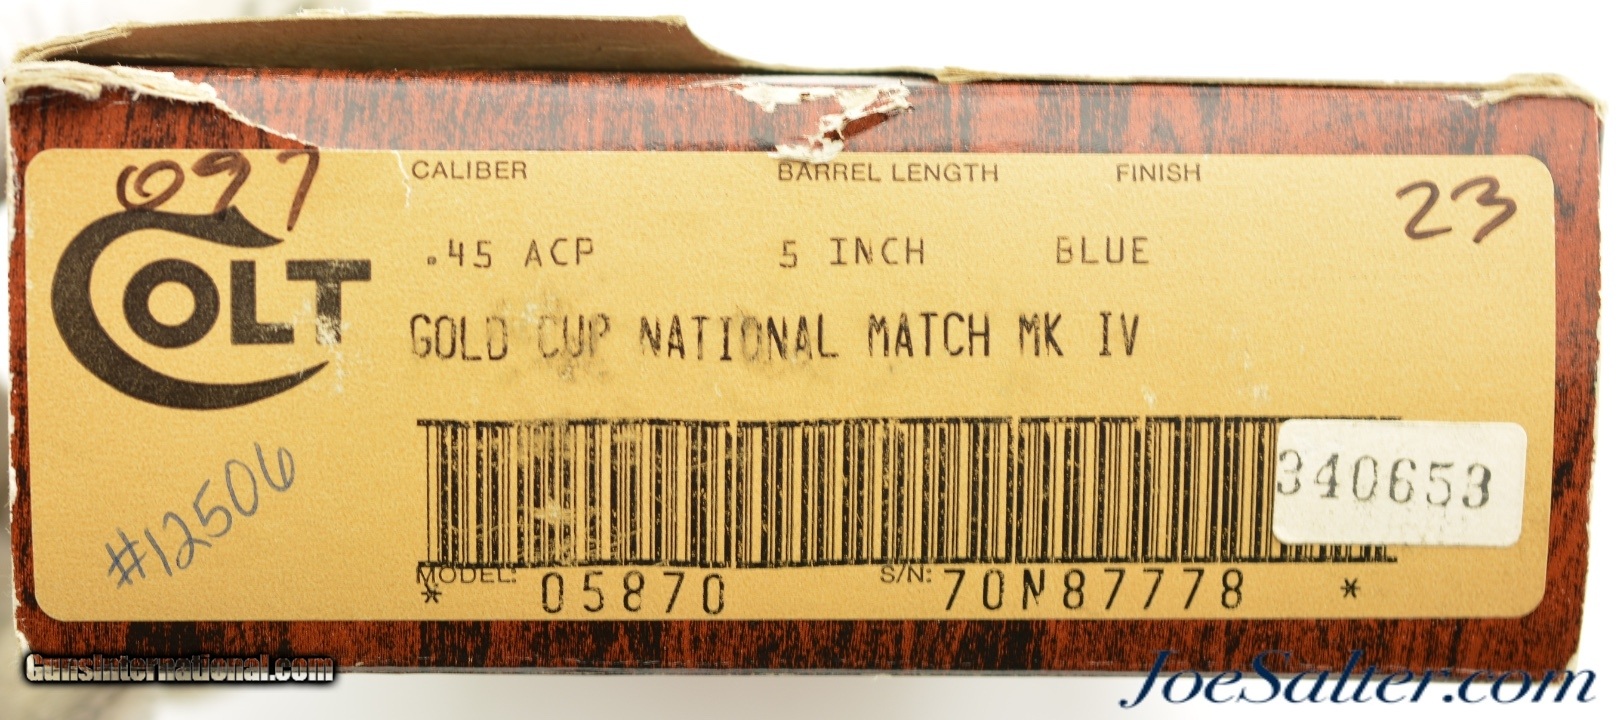 097
CALIBER BARREL LENGTH FINISH
23
COLT
.45 ACP 5 INCH BLUE
GOLD CUP NATIONAL MATCH MK IV
340653
#12506
MODEL: S/N:
* 05870 70N87778 *
GunsInternational.com
JoeSalter.com